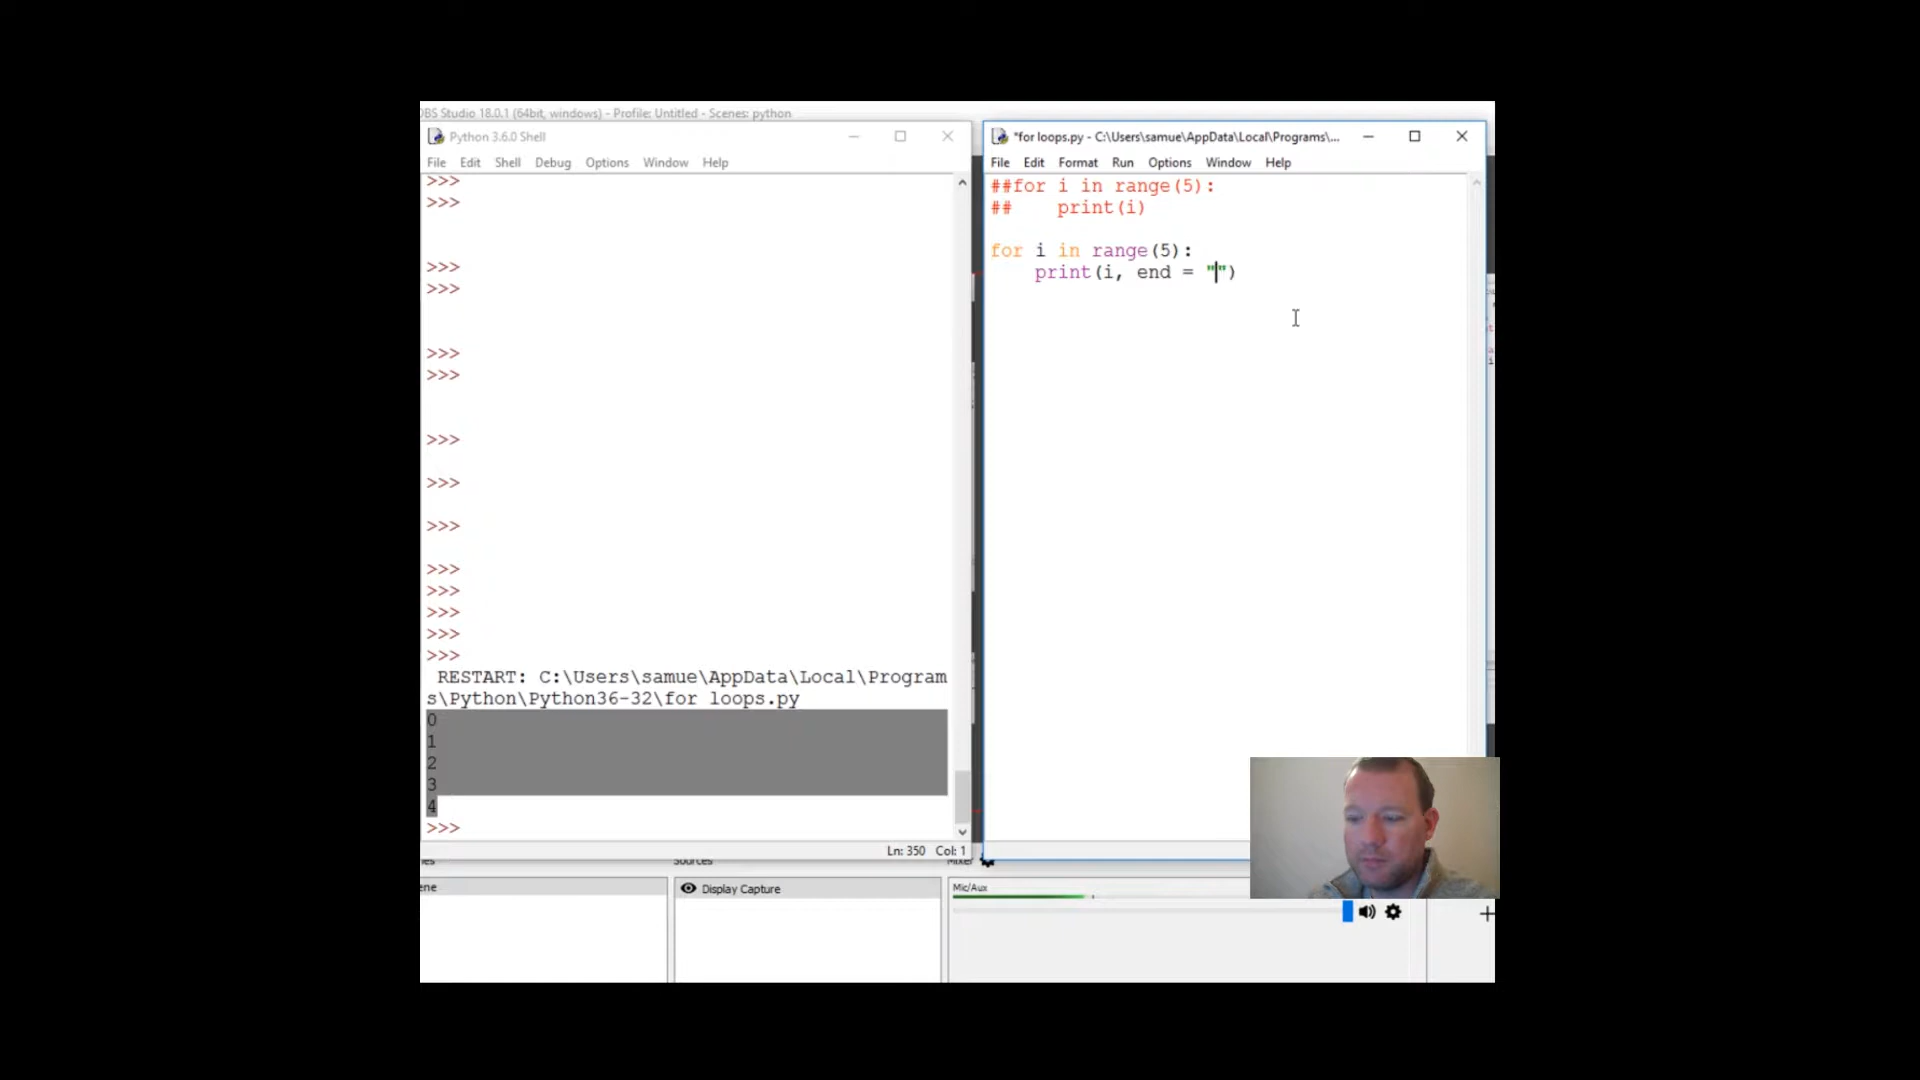 OBS Studio 18.0.1 (64bit, windows) - Profile: Untitled - Scenes: python
Python 3.6.0 Shell
File Edit Shell Debug Options Window Help
>>>
>>>
>>>
>>>
>>>
>>>
>>>
>>>
>>>
>>>
>>>
>>>
>>>
>>>
RESTART: C:\Users\samue\AppData\Local\Program
s\Python\Python36-32\for loops.py
0
1
2
3
4
>>>
Ln: 350 Col: 1
*for loops.py - C:\Users\samue\AppData\Local\Programs\...
File Edit Format Run Options Window Help
##for i in range(5):
## print(i)
for i in range(5):
print(i, end = "")
Sources
Mixer
Display Capture
Mic/Aux